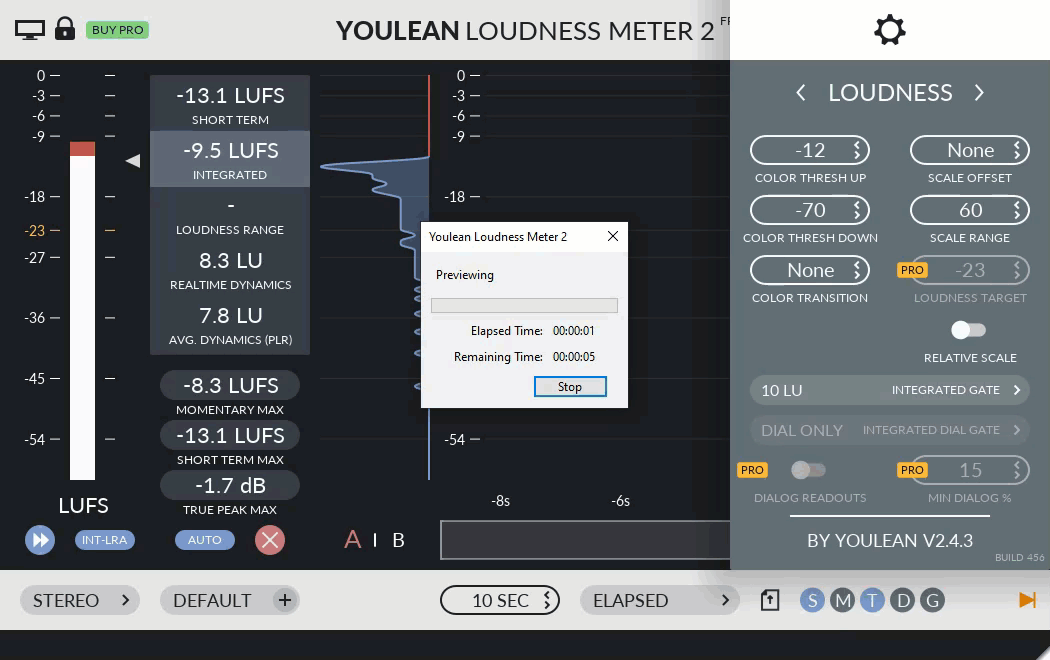 BUY PRO
YOULEAN LOUDNESS METER 2
0
-3
-6
-9
-18
-23
-27
-36
-45
-54
LUFS
-13.1 LUFS
SHORT TERM
-9.5 LUFS
INTEGRATED
-
LOUDNESS RANGE
8.3 LU
REALTIME DYNAMICS
7.8 LU
AVG. DYNAMICS (PLR)
-8.3 LUFS
MOMENTARY MAX
-13.1 LUFS
SHORT TERM MAX
-1.7 dB
TRUE PEAK MAX
INT-LRA
AUTO
A I B
0
-3
-6
-9
-18
-54
-8s
-6s
Youlean Loudness Meter 2
Previewing
Elapsed Time: 00:00:01
Remaining Time: 00:00:05
Stop
LOUDNESS
-12
COLOR THRESH UP
None
SCALE OFFSET
-70
COLOR THRESH DOWN
60
SCALE RANGE
None
COLOR TRANSITION
PRO
-23
LOUDNESS TARGET
RELATIVE SCALE
10 LU INTEGRATED GATE
DIAL ONLY INTEGRATED DIAL GATE
PRO
DIALOG READOUTS
PRO
15
MIN DIALOG %
BY YOULEAN V2.4.3
BUILD 456
STEREO
DEFAULT
10 SEC
ELAPSED
S M T D G